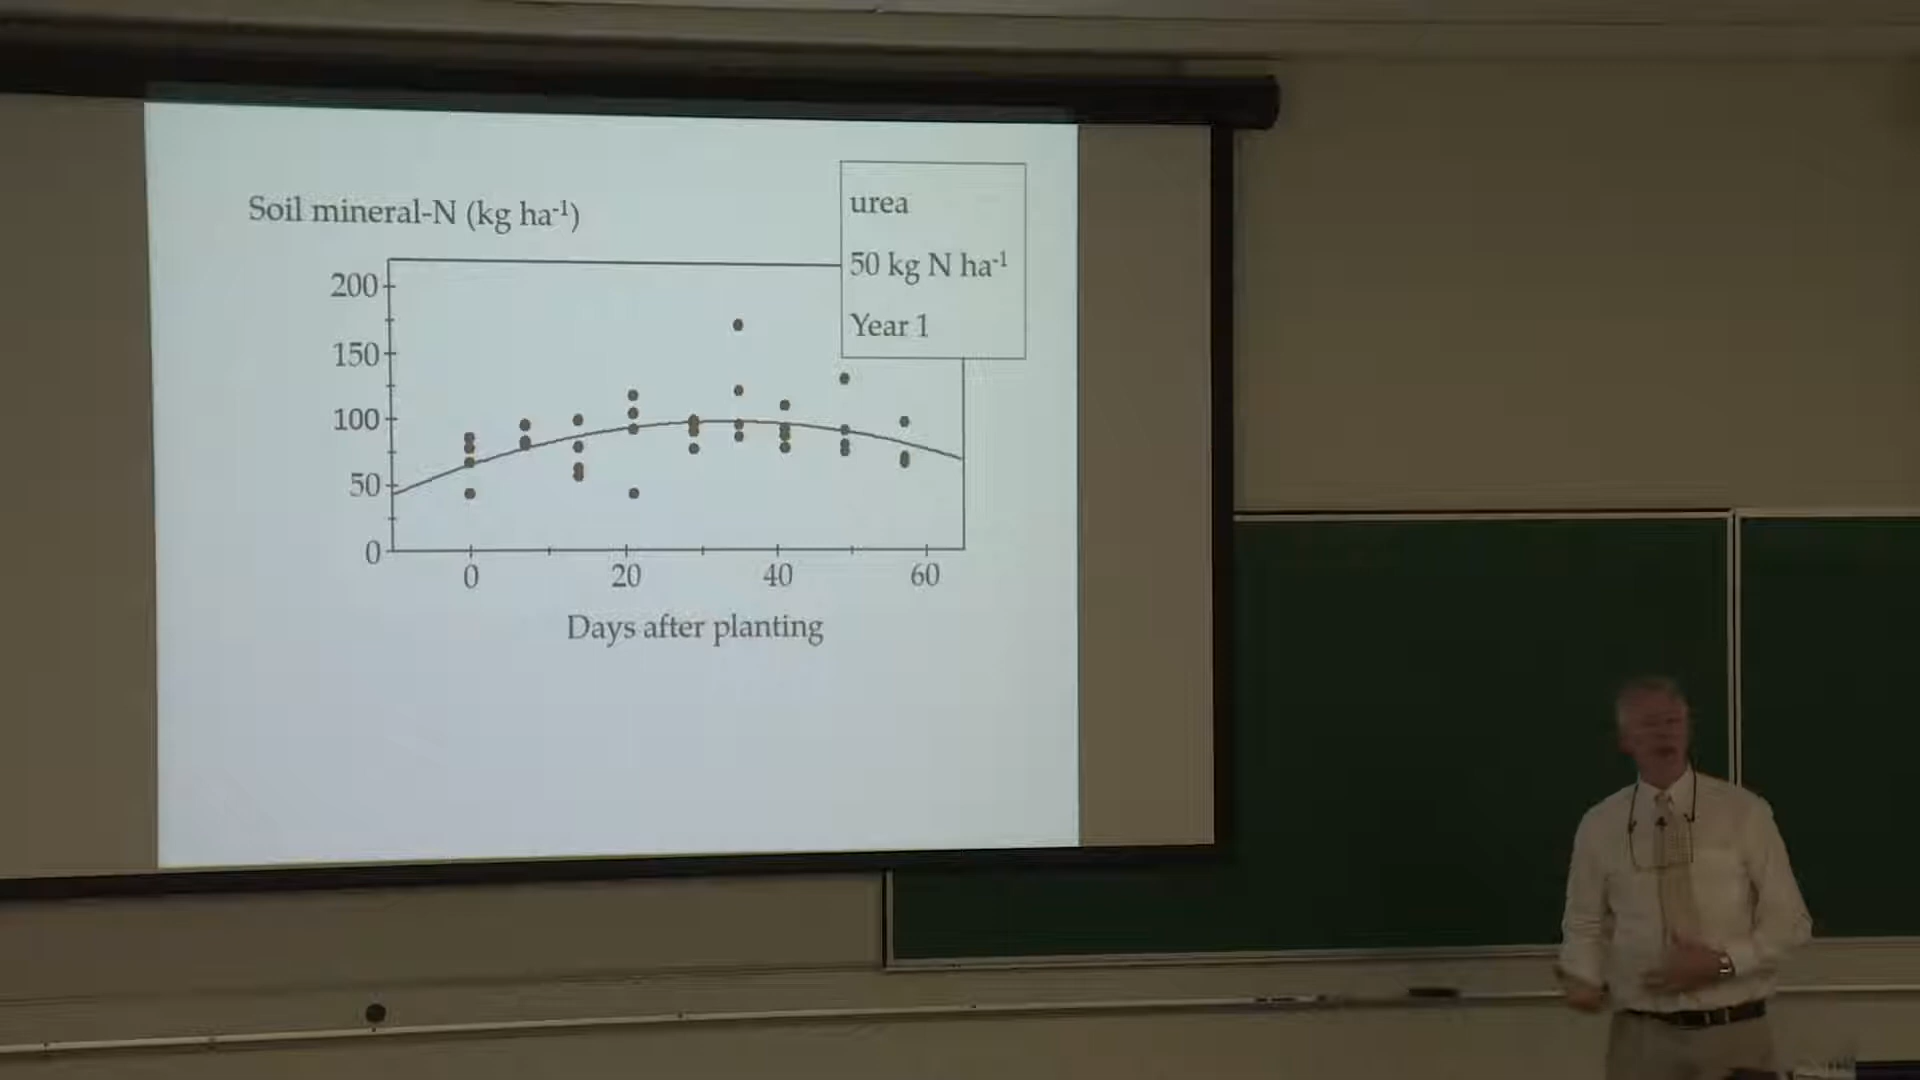 Soil mineral-N (kg ha⁻¹)
urea
50 kg N ha⁻¹
Year 1
200
150
100
50
0
0 20 40 60
Days after planting